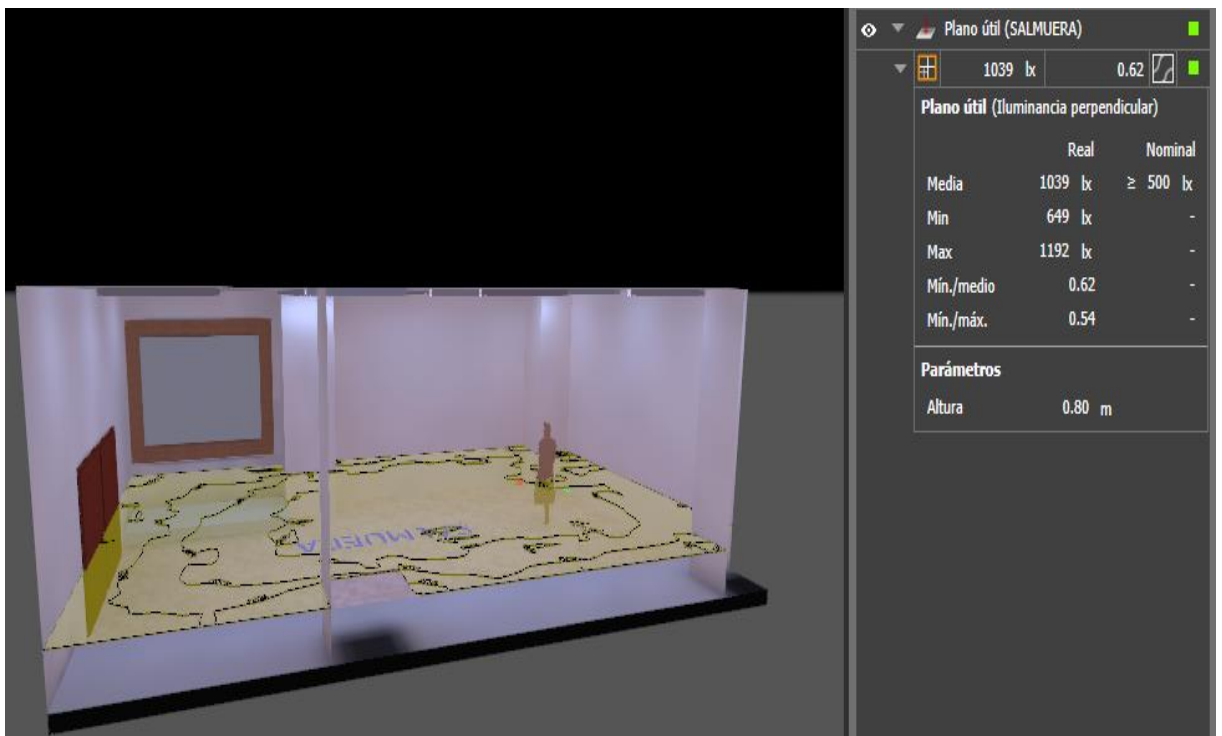 Plano útil (SALMUERA)
1039 lx 0.62
Plano útil (Iluminancia perpendicular)
Real Nominal
Media 1039 lx ≥ 500 lx
Min 649 lx -
Max 1192 lx -
Mín./medio 0.62 -
Mín./máx. 0.54 -
Parámetros
Altura 0.80 m
SALMUERA